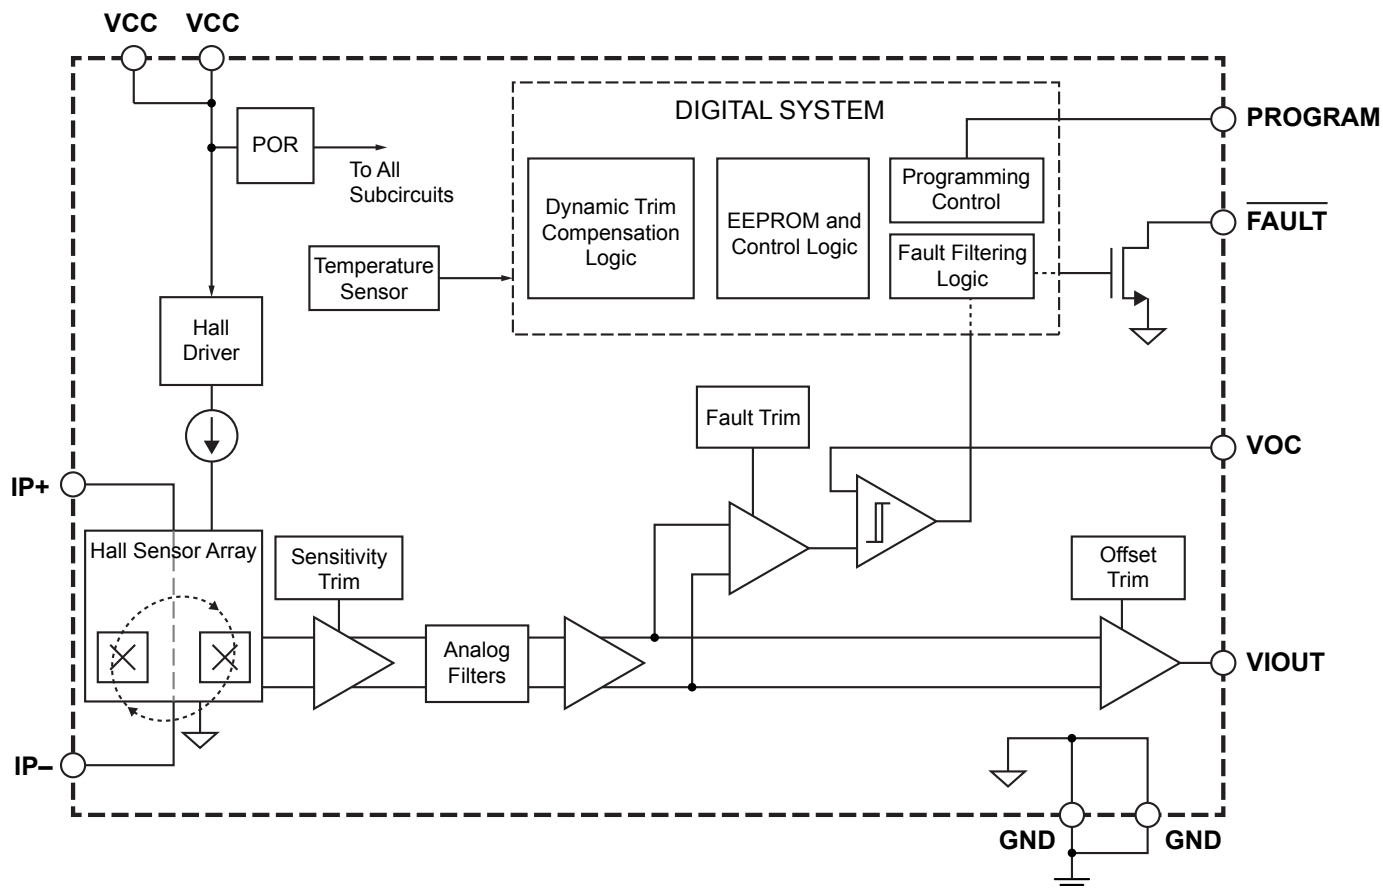 VCC VCC
DIGITAL SYSTEM
PROGRAM
POR
To All
Subcircuits
Programming
Control
Dynamic Trim
Compensation
Logic
EEPROM and
Control Logic
FAULT
Fault Filtering
Logic
Temperature
Sensor
Hall
Driver
Fault Trim
VOC
IP+
Hall Sensor Array
Sensitivity
Trim
Offset
Trim
Analog
Filters
VIOUT
IP–
GND GND